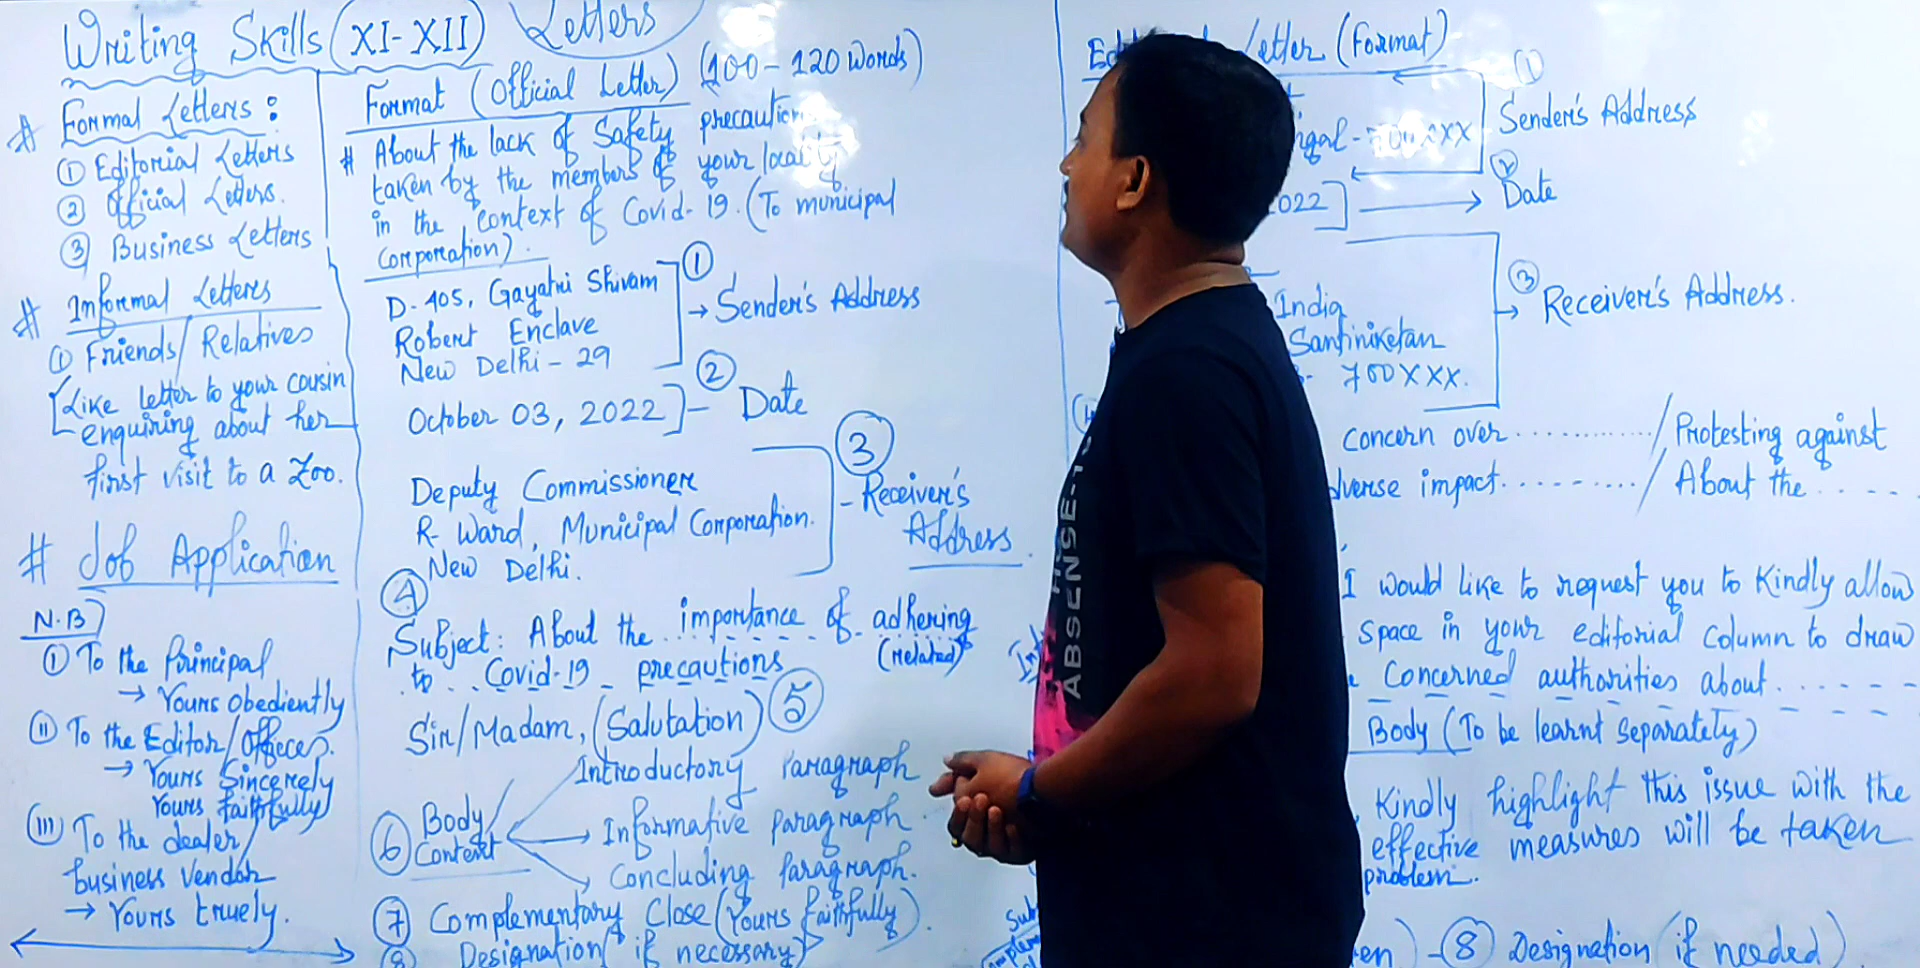 Writing Skills (XI-XII) Letters
# Formal Letters:
① Editorial Letters
② Official Letters.
③ Business Letters
# Informal Letters
① Friends/Relatives
[Like letter to your cousin
enquiring about her
first visit to a Zoo.
# Job Application
N.B)
① To the Principal
→ Yours Obediently
(II) To the Editor/Officer.
→ Yours Sincerely
Yours Faithfully
(III) To the dealer/
business vendor
→ Yours truely.
Format (Official Letter) (100-120 Words)
# About the lack of Safety precaution
taken by the members of your locality
in the context of Covid-19. (To municipal
Corporation).
D-405, Gayatri Shivam
Robert Enclave
New Delhi - 29
① → Sender's Address
October 03, 2022 ] - ② Date
Deputy Commissioner
R- Ward, Municipal Corporation.
New Delhi.
③ - Receiver's
Address.
④
Subject: About the importance of adhering
to Covid-19 precautions (related)
Sir/Madam, (Salutation) ⑤
⑥ Body/
Content
Introductory Paragraph
→ Informative Paragraph
Concluding Paragraph.
⑦ Complementary Close (Yours Faithfully).
⑧ Designation (if necessary)
Letter (Format)
①
Sender's Address
700XXX
2022] → Date
India
Santiniketan
700XXX.
③
→ Receiver's Address.
concern over ........../Protesting against
impact........./About the ....
I would like to request you to Kindly allow
space in your editorial column to draw
Concerned authorities about......
Body (To be learnt separately)
Kindly highlight this issue with the
effective measures will be taken
problem.
⑧ Designation (if needed)
ABSENSE